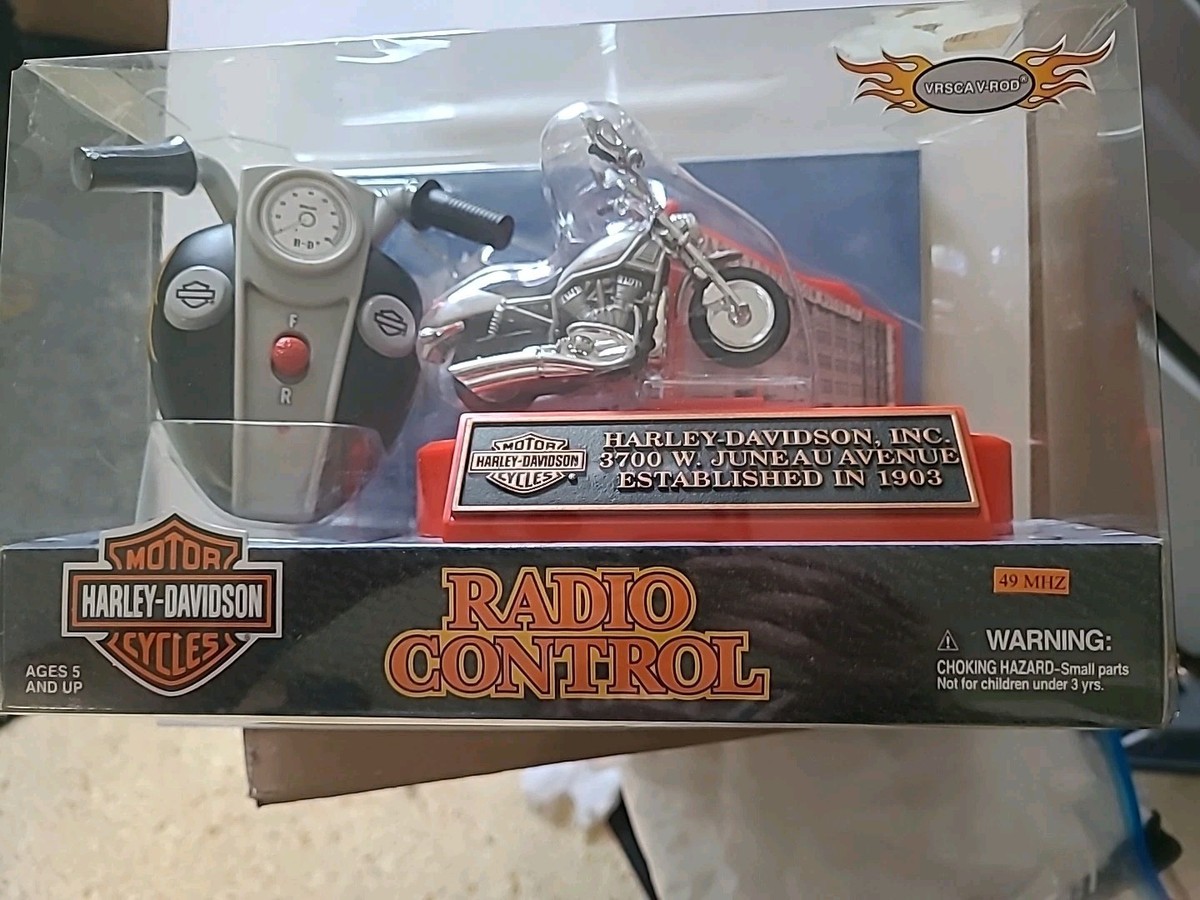 VRSCA V-ROD®
H-D®
F
R
MOTOR
HARLEY-DAVIDSON
CYCLES
HARLEY-DAVIDSON, INC.
3700 W. JUNEAU AVENUE
ESTABLISHED IN 1903
MOTOR
HARLEY-DAVIDSON
CYCLES
AGES 5
AND UP
RADIO
CONTROL
49 MHZ
WARNING:
CHOKING HAZARD–Small parts
Not for children under 3 yrs.